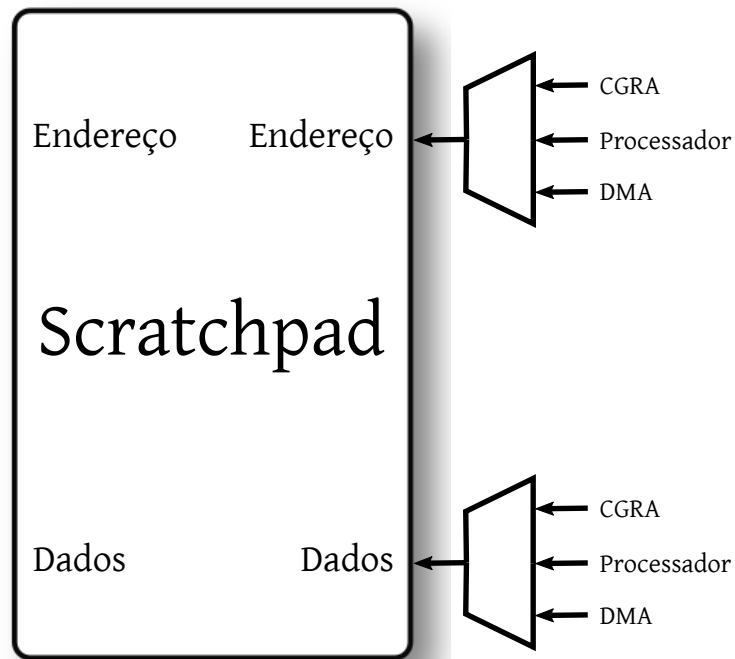 CGRA
Endereço Endereço Processador
DMA
Scratchpad
CGRA
Dados Dados Processador
DMA